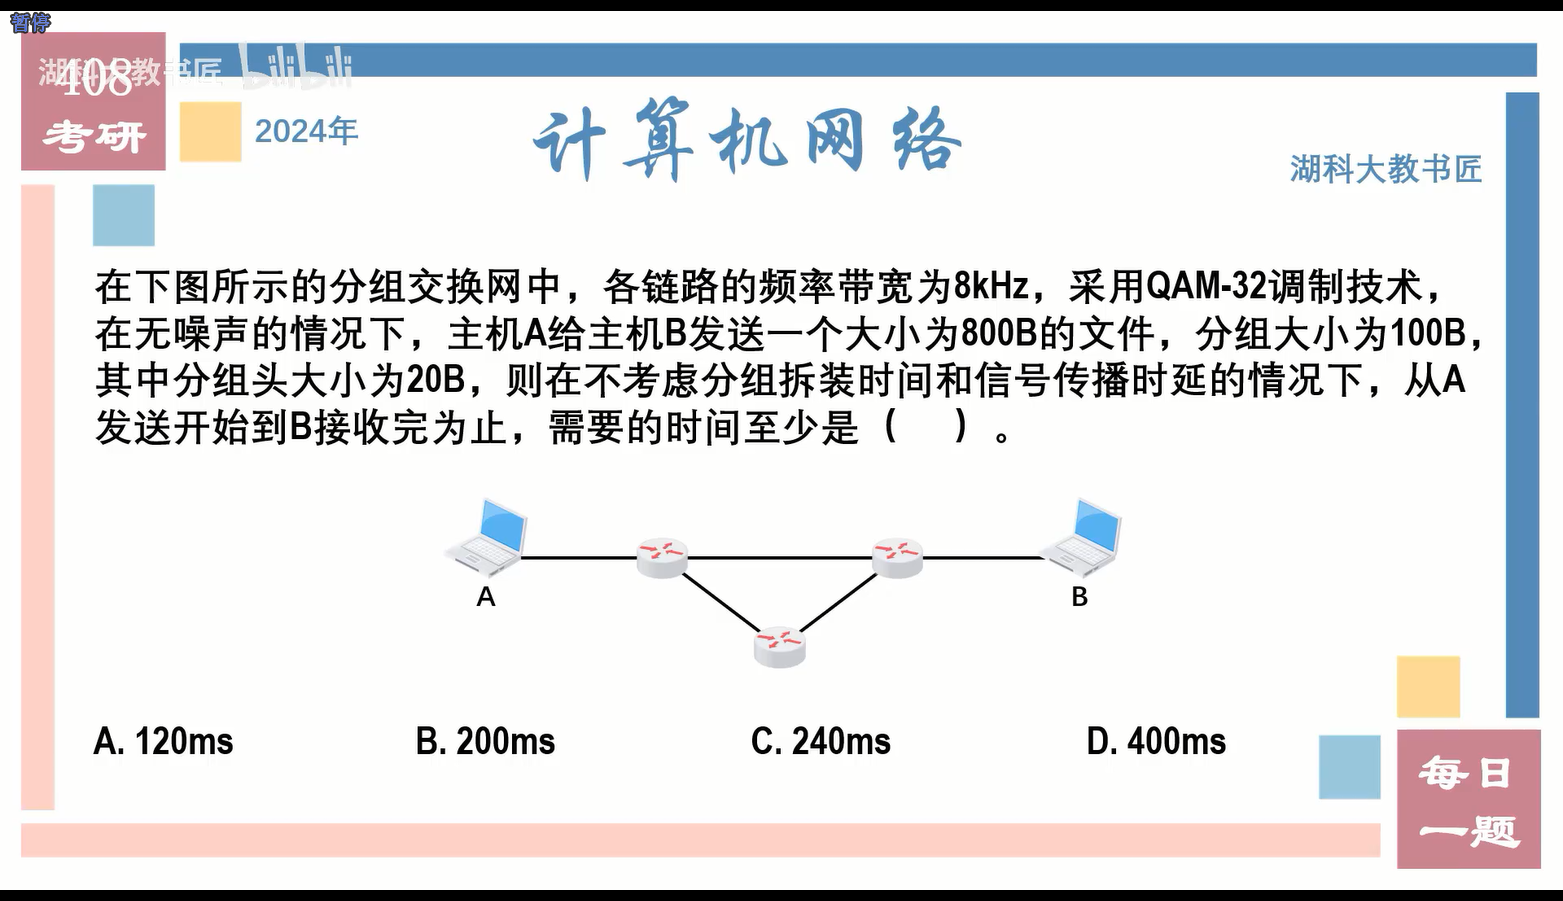 暂停
湖科大教书匠 bilibili
408
考研
2024年
计算机网络
湖科大教书匠
在下图所示的分组交换网中，各链路的频率带宽为8kHz，采用QAM-32调制技术，
在无噪声的情况下，主机A给主机B发送一个大小为800B的文件，分组大小为100B，
其中分组头大小为20B，则在不考虑分组拆装时间和信号传播时延的情况下，从A
发送开始到B接收完为止，需要的时间至少是（　　）。
A
B
A. 120ms
B. 200ms
C. 240ms
D. 400ms
每日
一题